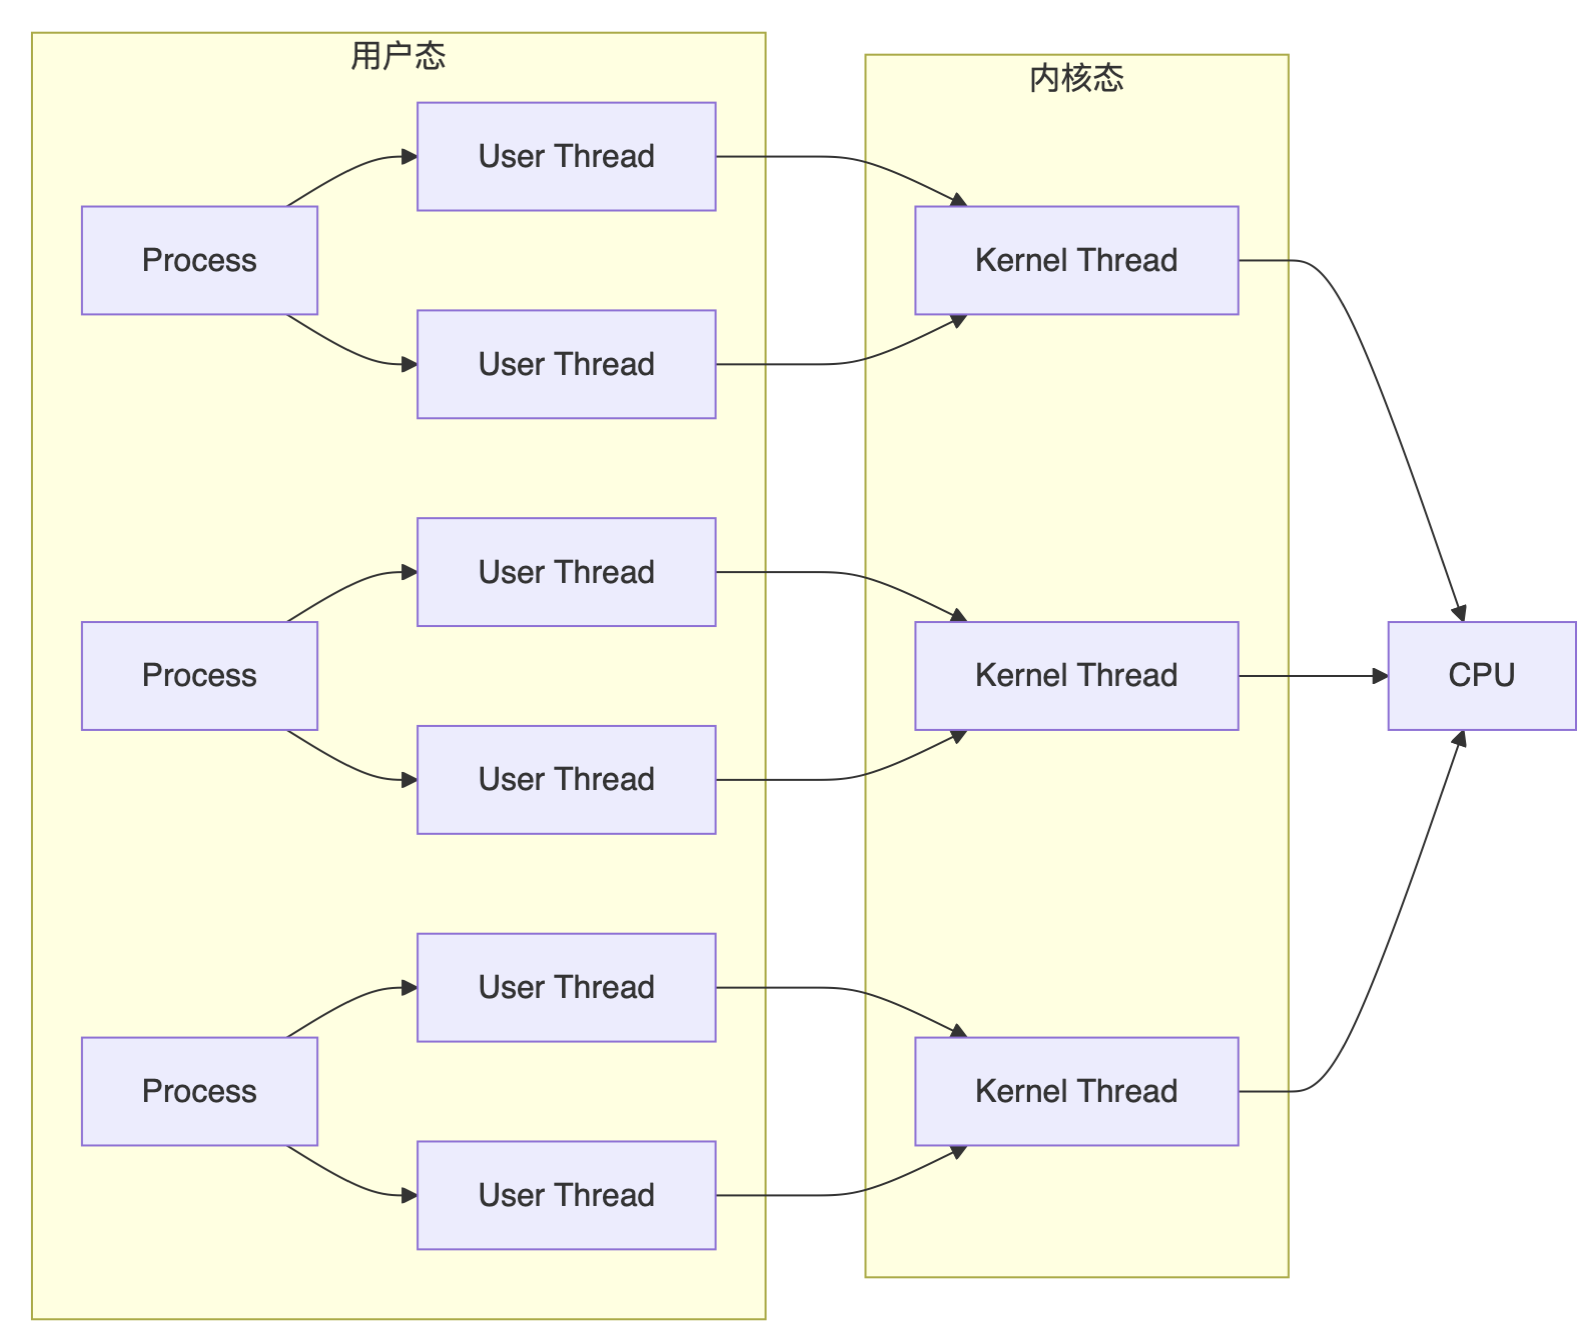 用户态
内核态
User Thread
Process
Kernel Thread
User Thread
User Thread
Process
Kernel Thread
CPU
User Thread
User Thread
Process
Kernel Thread
User Thread